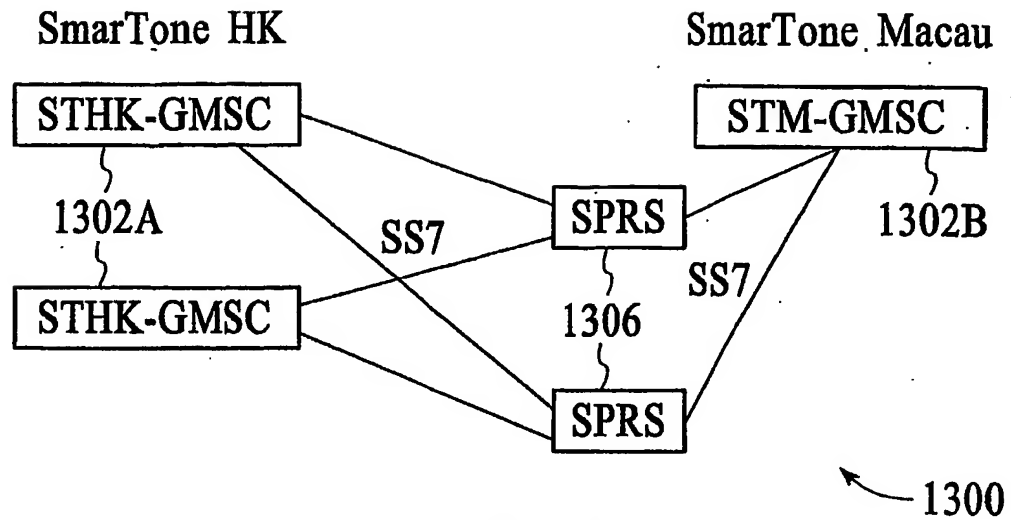 SmarTone HK
SmarTone Macau
STHK-GMSC
STM-GMSC
1302A
SPRS
1302B
SS7
SS7
STHK-GMSC
1306
SPRS
1300